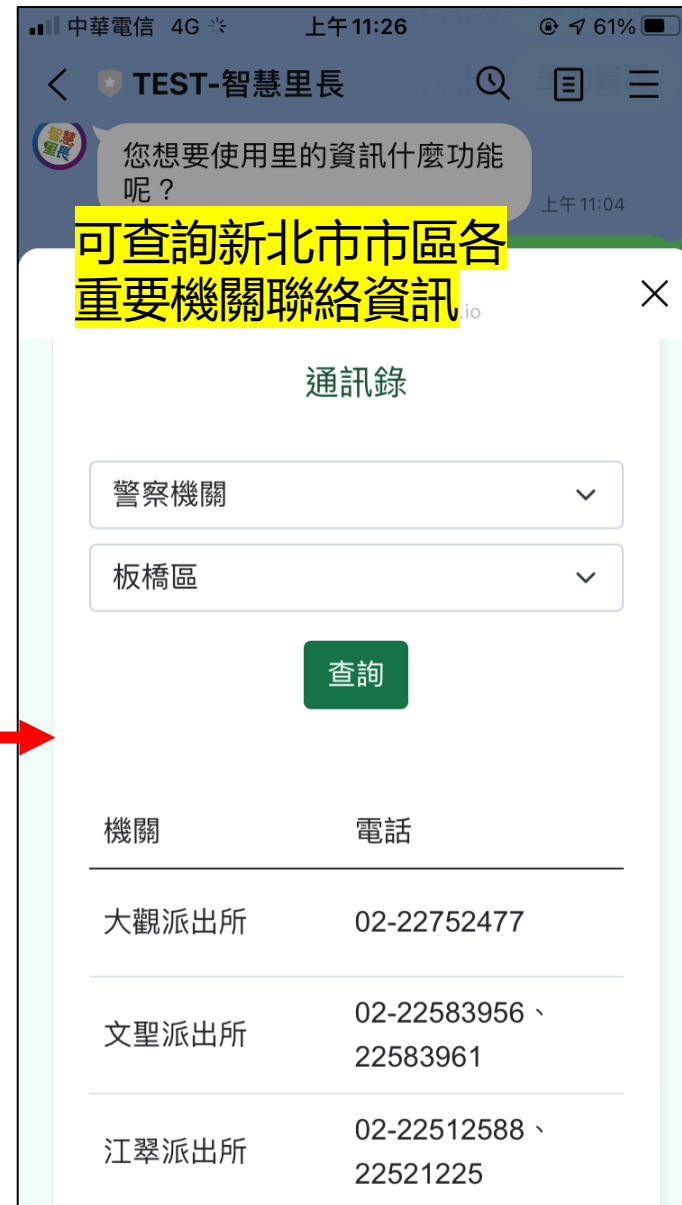 中華電信 4G 上午11:26 61%
TEST-智慧里長
智慧
里長
您想要使用里的資訊什麼功能
呢？
上午11:04
可查詢新北市市區各
重要機關聯絡資訊
.io
通訊錄
警察機關
板橋區
查詢
機關 電話
大觀派出所 02-22752477
文聖派出所 02-22583956、
22583961
江翠派出所 02-22512588、
22521225